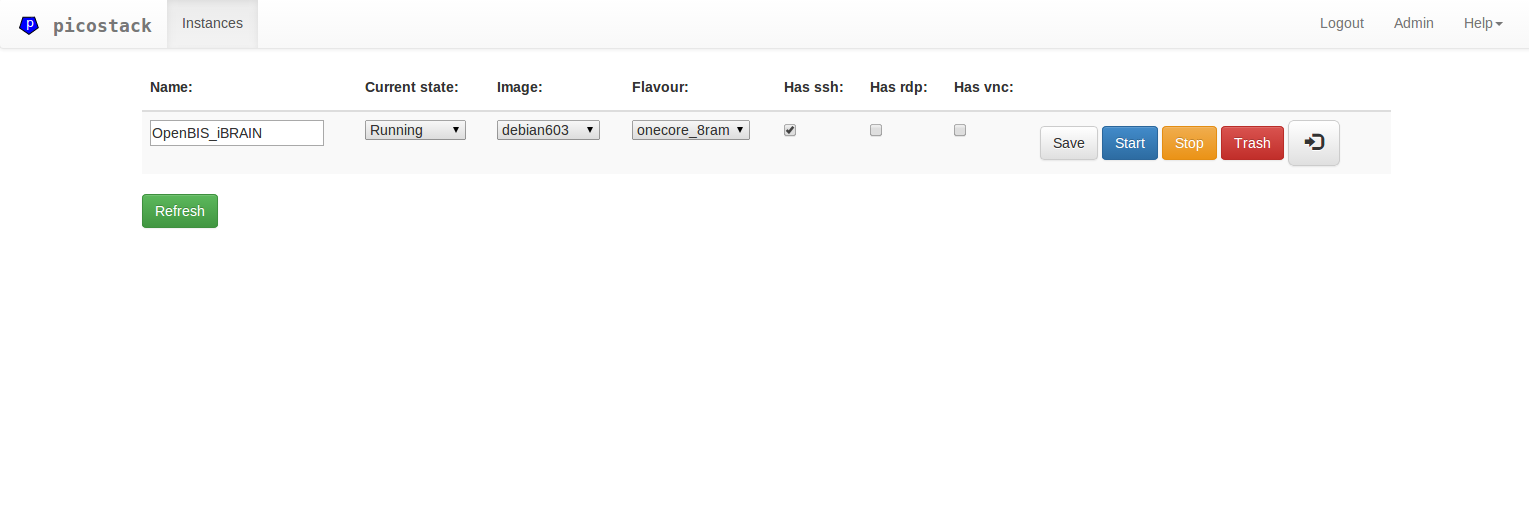 p picostack Instances Logout Admin Help
Name: Current state: Image: Flavour: Has ssh: Has rdp: Has vnc:
OpenBIS_iBRAIN Running debian603 onecore_8ram Save Start Stop Trash
Refresh